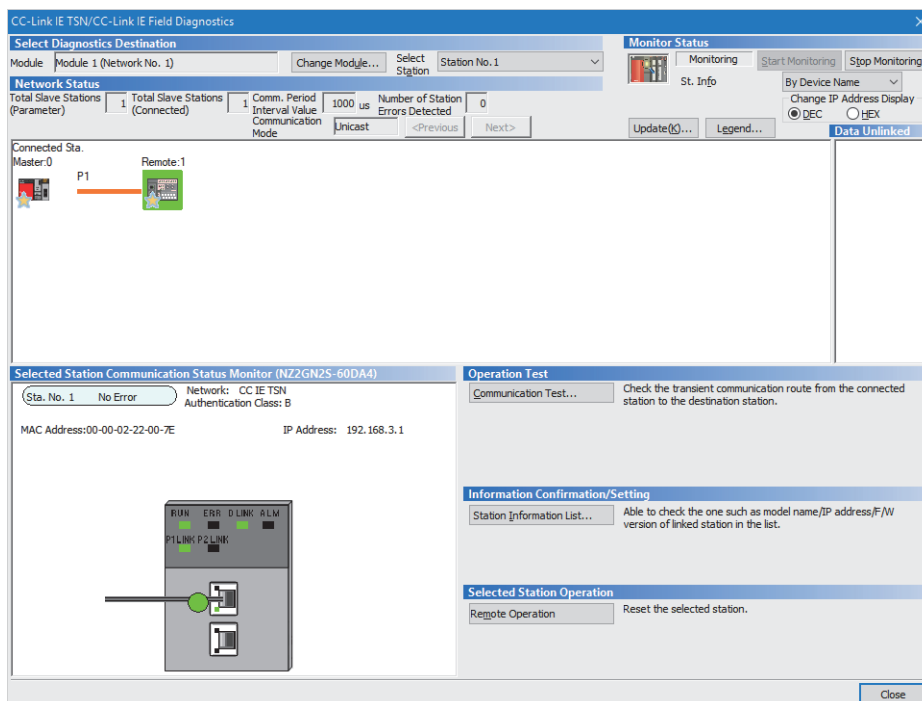 CC-Link IE TSN/CC-Link IE Field Diagnostics
Select Diagnostics Destination
Module Module 1 (Network No. 1) Change Module... Select Station Station No.1
Monitor Status
Monitoring Start Monitoring Stop Monitoring
St. Info By Device Name
Change IP Address Display
DEC HEX
Update(K)... Legend...
Network Status
Total Slave Stations (Parameter) 1 Total Slave Stations (Connected) 1 Comm. Period Interval Value 1000 us Number of Station Errors Detected 0
Communication Mode Unicast <Previous Next>
Data Unlinked
Connected Sta.
Master:0 Remote:1
P1
Selected Station Communication Status Monitor (NZ2GN2S-60DA4)
Sta. No. 1 No Error
Network: CC IE TSN
Authentication Class: B
MAC Address:00-00-02-22-00-7E IP Address: 192.168.3.1
RUN ERR D LINK ALM
P1LINK P2LINK
Operation Test
Communication Test...
Check the transient communication route from the connected
station to the destination station.
Information Confirmation/Setting
Station Information List...
Able to check the one such as model name/IP address/F/W
version of linked station in the list.
Selected Station Operation
Remote Operation
Reset the selected station.
Close